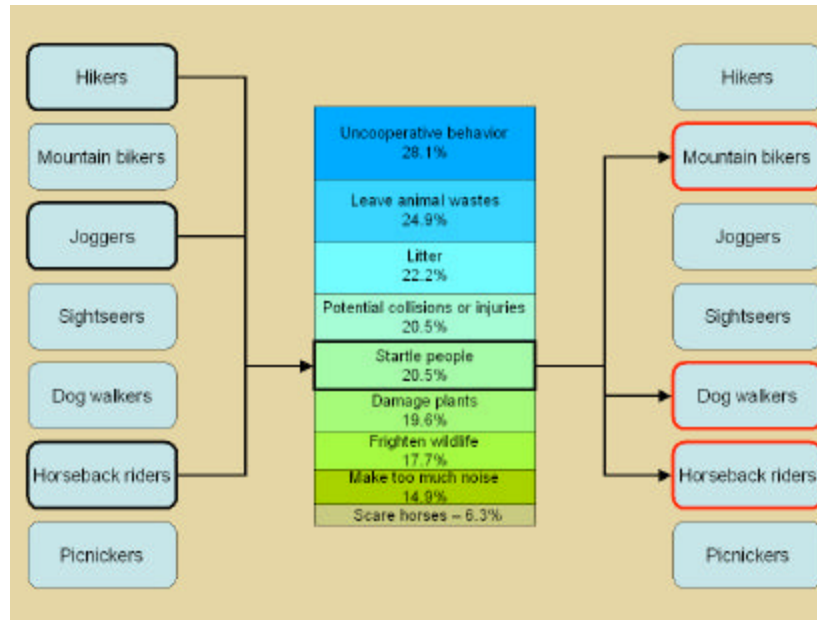 Hikers
Mountain bikers
Joggers
Sightseers
Dog walkers
Horseback riders
Picnickers
Uncooperative behavior
28.1%
Leave animal wastes
24.9%
Litter
22.2%
Potential collisions or injuries
20.5%
Startle people
20.5%
Damage plants
19.6%
Frighten wildlife
17.7%
Make too much noise
14.9%
Scare horses – 6.3%
Hikers
Mountain bikers
Joggers
Sightseers
Dog walkers
Horseback riders
Picnickers